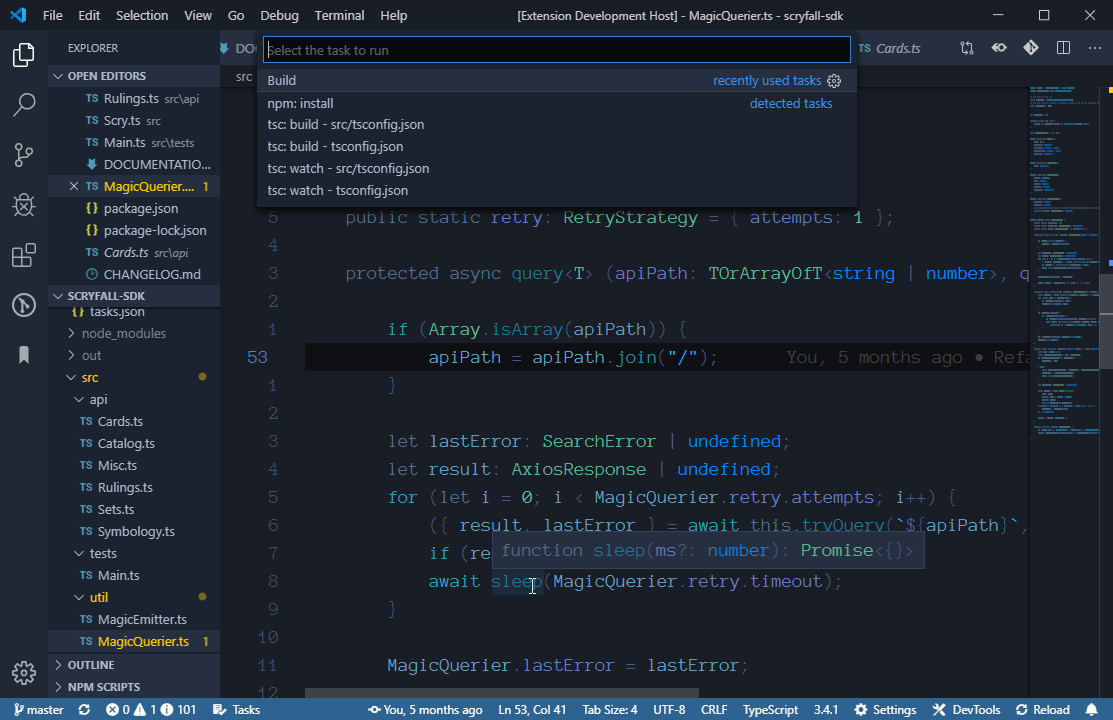 File Edit Selection View Go Debug Terminal Help [Extension Development Host] - MagicQuerier.ts - scryfall-sdk
EXPLORER
OPEN EDITORS
TS Rulings.ts src\api
TS Scry.ts src
TS Main.ts src\tests
DOCUMENTATIO...
TS MagicQuerier.... 1
{} package.json
{} package-lock.json
TS Cards.ts src\api
CHANGELOG.md
SCRYFALL-SDK
tasks.json
node_modules
out
src
api
TS Cards.ts
TS Catalog.ts
TS Misc.ts
TS Rulings.ts
TS Sets.ts
TS Symbology.ts
tests
TS Main.ts
util
TS MagicEmitter.ts
TS MagicQuerier.ts 1
OUTLINE
NPM SCRIPTS
DO
TS Cards.ts
src
Select the task to run
Build recently used tasks
npm: install detected tasks
tsc: build - src/tsconfig.json
tsc: build - tsconfig.json
tsc: watch - src/tsconfig.json
tsc: watch - tsconfig.json
5 public static retry: RetryStrategy = { attempts: 1 };
4
3 protected async query<T> (apiPath: TOrArrayOfT<string | number>, q
2
1 if (Array.isArray(apiPath)) {
53 apiPath = apiPath.join("/"); You, 5 months ago • Refa
1 }
2
3 let lastError: SearchError | undefined;
4 let result: AxiosResponse | undefined;
5 for (let i = 0; i < MagicQuerier.retry.attempts; i++) {
6 ({ result, lastError } = await this.tryQuery(`${apiPath}`,
function sleep(ms?: number): Promise<{}>
7 if (re
8 await sleep(MagicQuerier.retry.timeout);
9 }
10
11 MagicQuerier.lastError = lastError;
12
master 0 1 101 Tasks You, 5 months ago Ln 53, Col 41 Tab Size: 4 UTF-8 CRLF TypeScript 3.4.1 Settings DevTools Reload